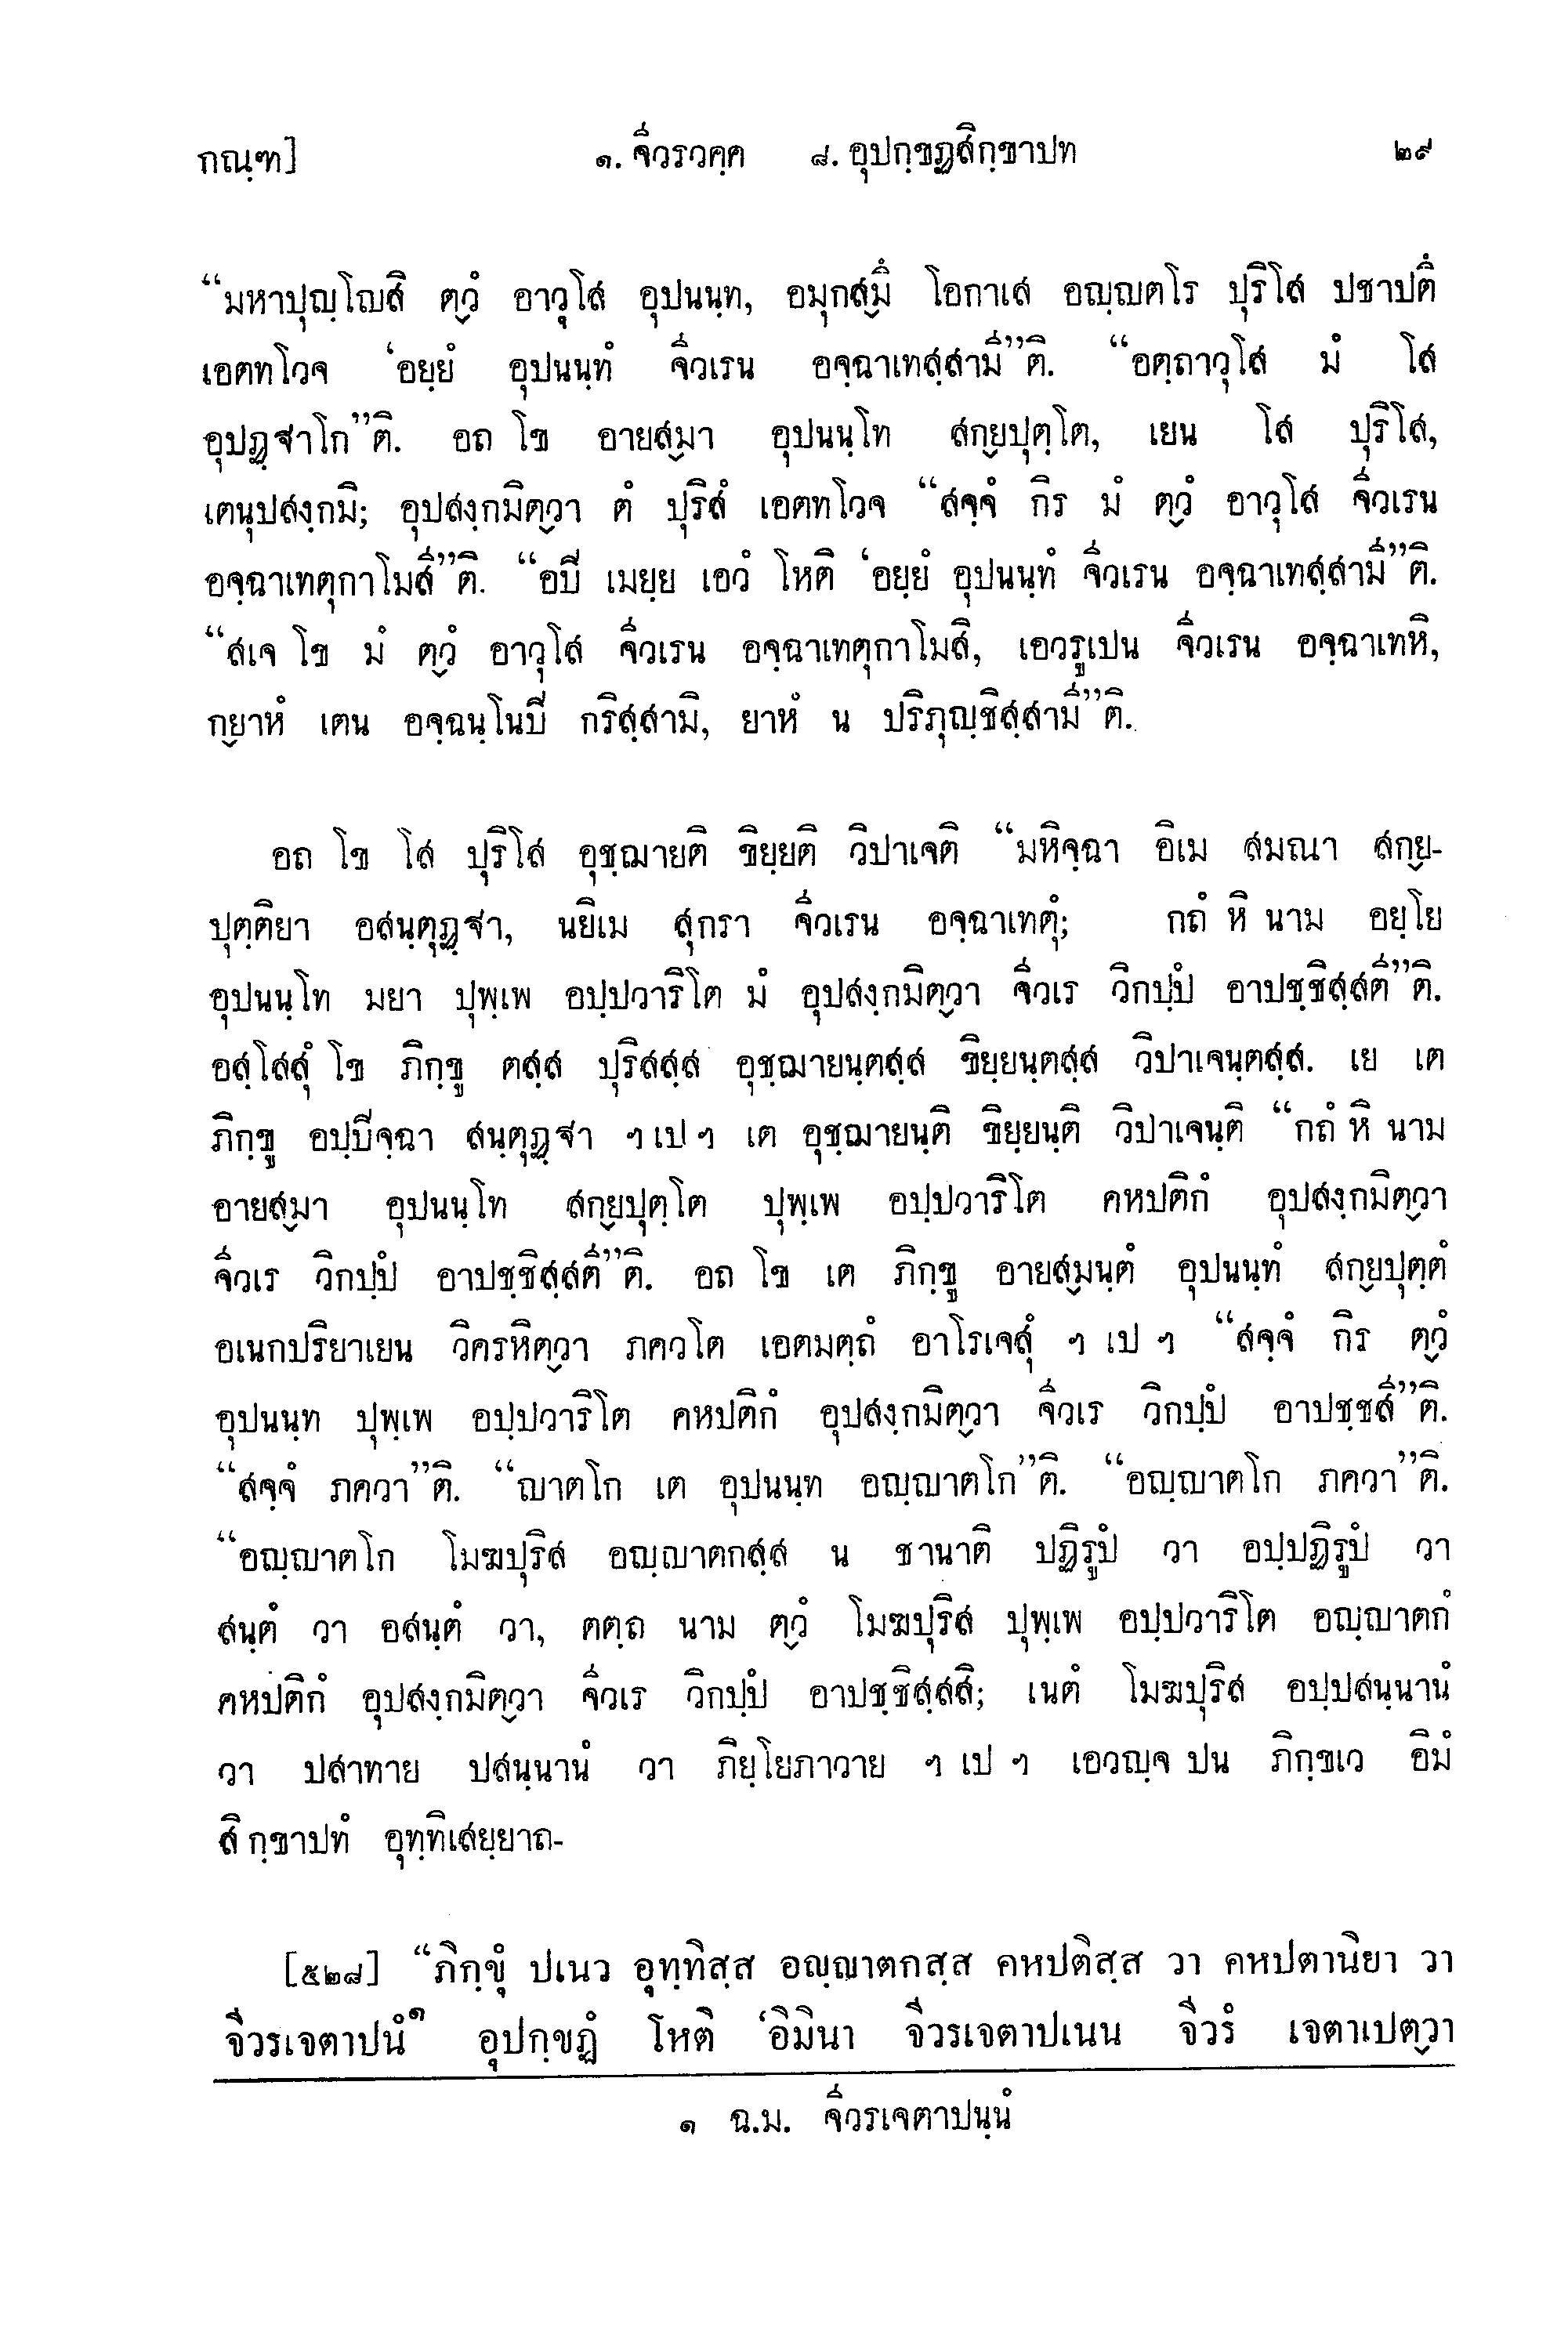 กณฺฑ] ๑. จีวรวคฺค ๘. อุปกฺขฏสิกฺขาปท ๒๙
“มหาปุญฺโญสิ ตฺวํ อาวุโส อุปนนฺท, อมุกสฺมึ โอกาเส อญฺญตโร ปุริโส ปชาปตึ
เอตทโวจ ‘อยฺยํ อุปนนฺทํ จีวเรน อจฺฉาเทสฺสามี”ติ. “อตฺถาวุโส มํ โส
อุปฏฺฐาโก”ติ. อถ โข อายสฺมา อุปนนฺโท สกฺยปุตฺโต, เยน โส ปุริโส,
เตนุปสงฺกมิ; อุปสงฺกมิตฺวา ตํ ปุริสํ เอตทโวจ “สจฺจํ กิร มํ ตฺวํ อาวุโส จีวเรน
อจฺฉาเทตุกาโมสี”ติ. “อปิ เมยฺย เอวํ โหติ ‘อยฺยํ อุปนนฺทํ จีวเรน อจฺฉาเทสฺสามี”ติ.
“สเจ โข มํ ตฺวํ อาวุโส จีวเรน อจฺฉาเทตุกาโมสิ, เอวรูเปน จีวเรน อจฺฉาเทหิ,
กฺยาหํ เตน อจฺฉนฺโนปิ กริสฺสามิ, ยาหํ น ปริภุญฺชิสฺสามี”ติ.
อถ โข โส ปุริโส อุชฺฌายติ ขิยฺยติ วิปาเจติ “มหิจฺฉา อิเม สมณา สกฺย-
ปุตฺติยา อสนฺตุฏฺฐา, นยิเม สุกรา จีวเรน อจฺฉาเทตุํ; กถํ หิ นาม อยฺโย
อุปนนฺโท มยา ปุพฺเพ อปฺปวาริโต มํ อุปสงฺกมิตฺวา จีวเร วิกปฺปํ อาปชฺชิสฺสตี”ติ.
อสฺโสสุํ โข ภิกฺขู ตสฺส ปุริสสฺส อุชฺฌายนฺตสฺส ขิยฺยนฺตสฺส วิปาเจนฺตสฺส. เย เต
ภิกฺขู อปฺปิจฺฉา สนฺตุฏฺฐา ฯ เป ฯ เต อุชฺฌายนฺติ ขิยฺยนฺติ วิปาเจนฺติ “กถํ หิ นาม
อายสฺมา อุปนนฺโท สกฺยปุตฺโต ปุพฺเพ อปฺปวาริโต คหปติกํ อุปสงฺกมิตฺวา
จีวเร วิกปฺปํ อาปชฺชิสฺสตี”ติ. อถ โข เต ภิกฺขู อายสฺมนฺตํ อุปนนฺทํ สกฺยปุตฺตํ
อเนกปริยาเยน วิครหิตฺวา ภควโต เอตมตฺถํ อาโรเจสุํ ฯ เป ฯ “สจฺจํ กิร ตฺวํ
อุปนนฺท ปุพฺเพ อปฺปวาริโต คหปติกํ อุปสงฺกมิตฺวา จีวเร วิกปฺปํ อาปชฺชสี”ติ.
“สจฺจํ ภควา”ติ. “ญาตโก เต อุปนนฺท อญฺญาตโก”ติ. “อญฺญาตโก ภควา”ติ.
“อญฺญาตโก โมฆปุริส อญฺญาตกสฺส น ชานาติ ปฏิรูปํ วา อปฺปฏิรูปํ วา
สนฺตํ วา อสนฺตํ วา, ตตฺถ นาม ตฺวํ โมฆปุริส ปุพฺเพ อปฺปวาริโต อญฺญาตกํ
คหปติกํ อุปสงฺกมิตฺวา จีวเร วิกปฺปํ อาปชฺชิสฺสสิ; เนตํ โมฆปุริส อปฺปสนฺนานํ
วา ปสาทาย ปสนฺนานํ วา ภิยฺโยภาวาย ฯ เป ฯ เอวญฺจ ปน ภิกฺขเว อิมํ
สิกฺขาปทํ อุทฺทิเสยฺยาถ-
[๕๒๘] “ภิกฺขุํ ปเนว อุทฺทิสฺส อญฺญาตกสฺส คหปติสฺส วา คหปตานิยา วา
จีวรเจตาปนํ๑ อุปกฺขฏํ โหติ ‘อิมินา จีวรเจตาปเนน จีวรํ เจตาเปตฺวา
๑ ฉ.ม. จีวรเจตาปนฺนํ